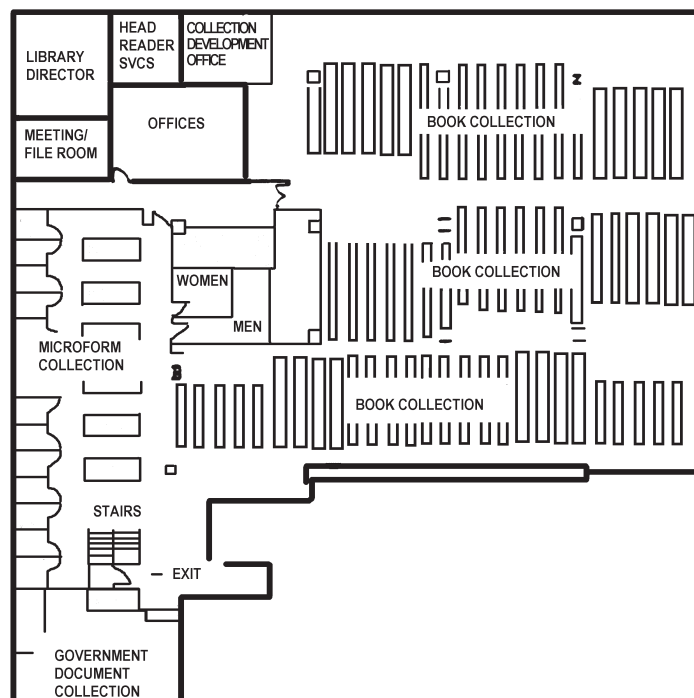 LIBRARY
DIRECTOR
HEAD
READER
SVCS
COLLECTION
DEVELOPMENT
OFFICE
MEETING/
FILE ROOM
OFFICES
BOOK COLLECTION
WOMEN
MEN
BOOK COLLECTION
MICROFORM
COLLECTION
BOOK COLLECTION
STAIRS
EXIT
GOVERNMENT
DOCUMENT
COLLECTION